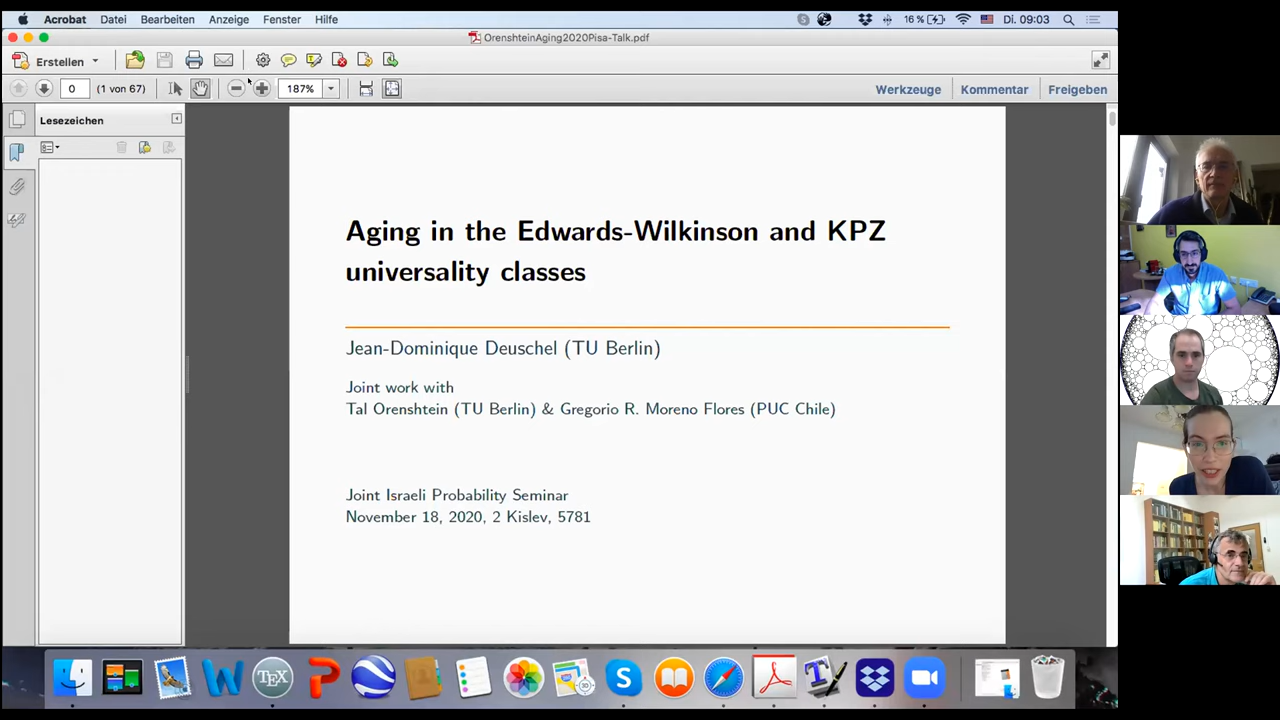 Acrobat Datei Bearbeiten Anzeige Fenster Hilfe 16 % Di. 09:03
OrenshteinAging2020Pisa-Talk.pdf
Erstellen
0 (1 von 67) 187% Werkzeuge Kommentar Freigeben
Lesezeichen
Aging in the Edwards-Wilkinson and KPZ
universality classes
Jean-Dominique Deuschel (TU Berlin)
Joint work with
Tal Orenshtein (TU Berlin) & Gregorio R. Moreno Flores (PUC Chile)
Joint Israeli Probability Seminar
November 18, 2020, 2 Kislev, 5781
TEX